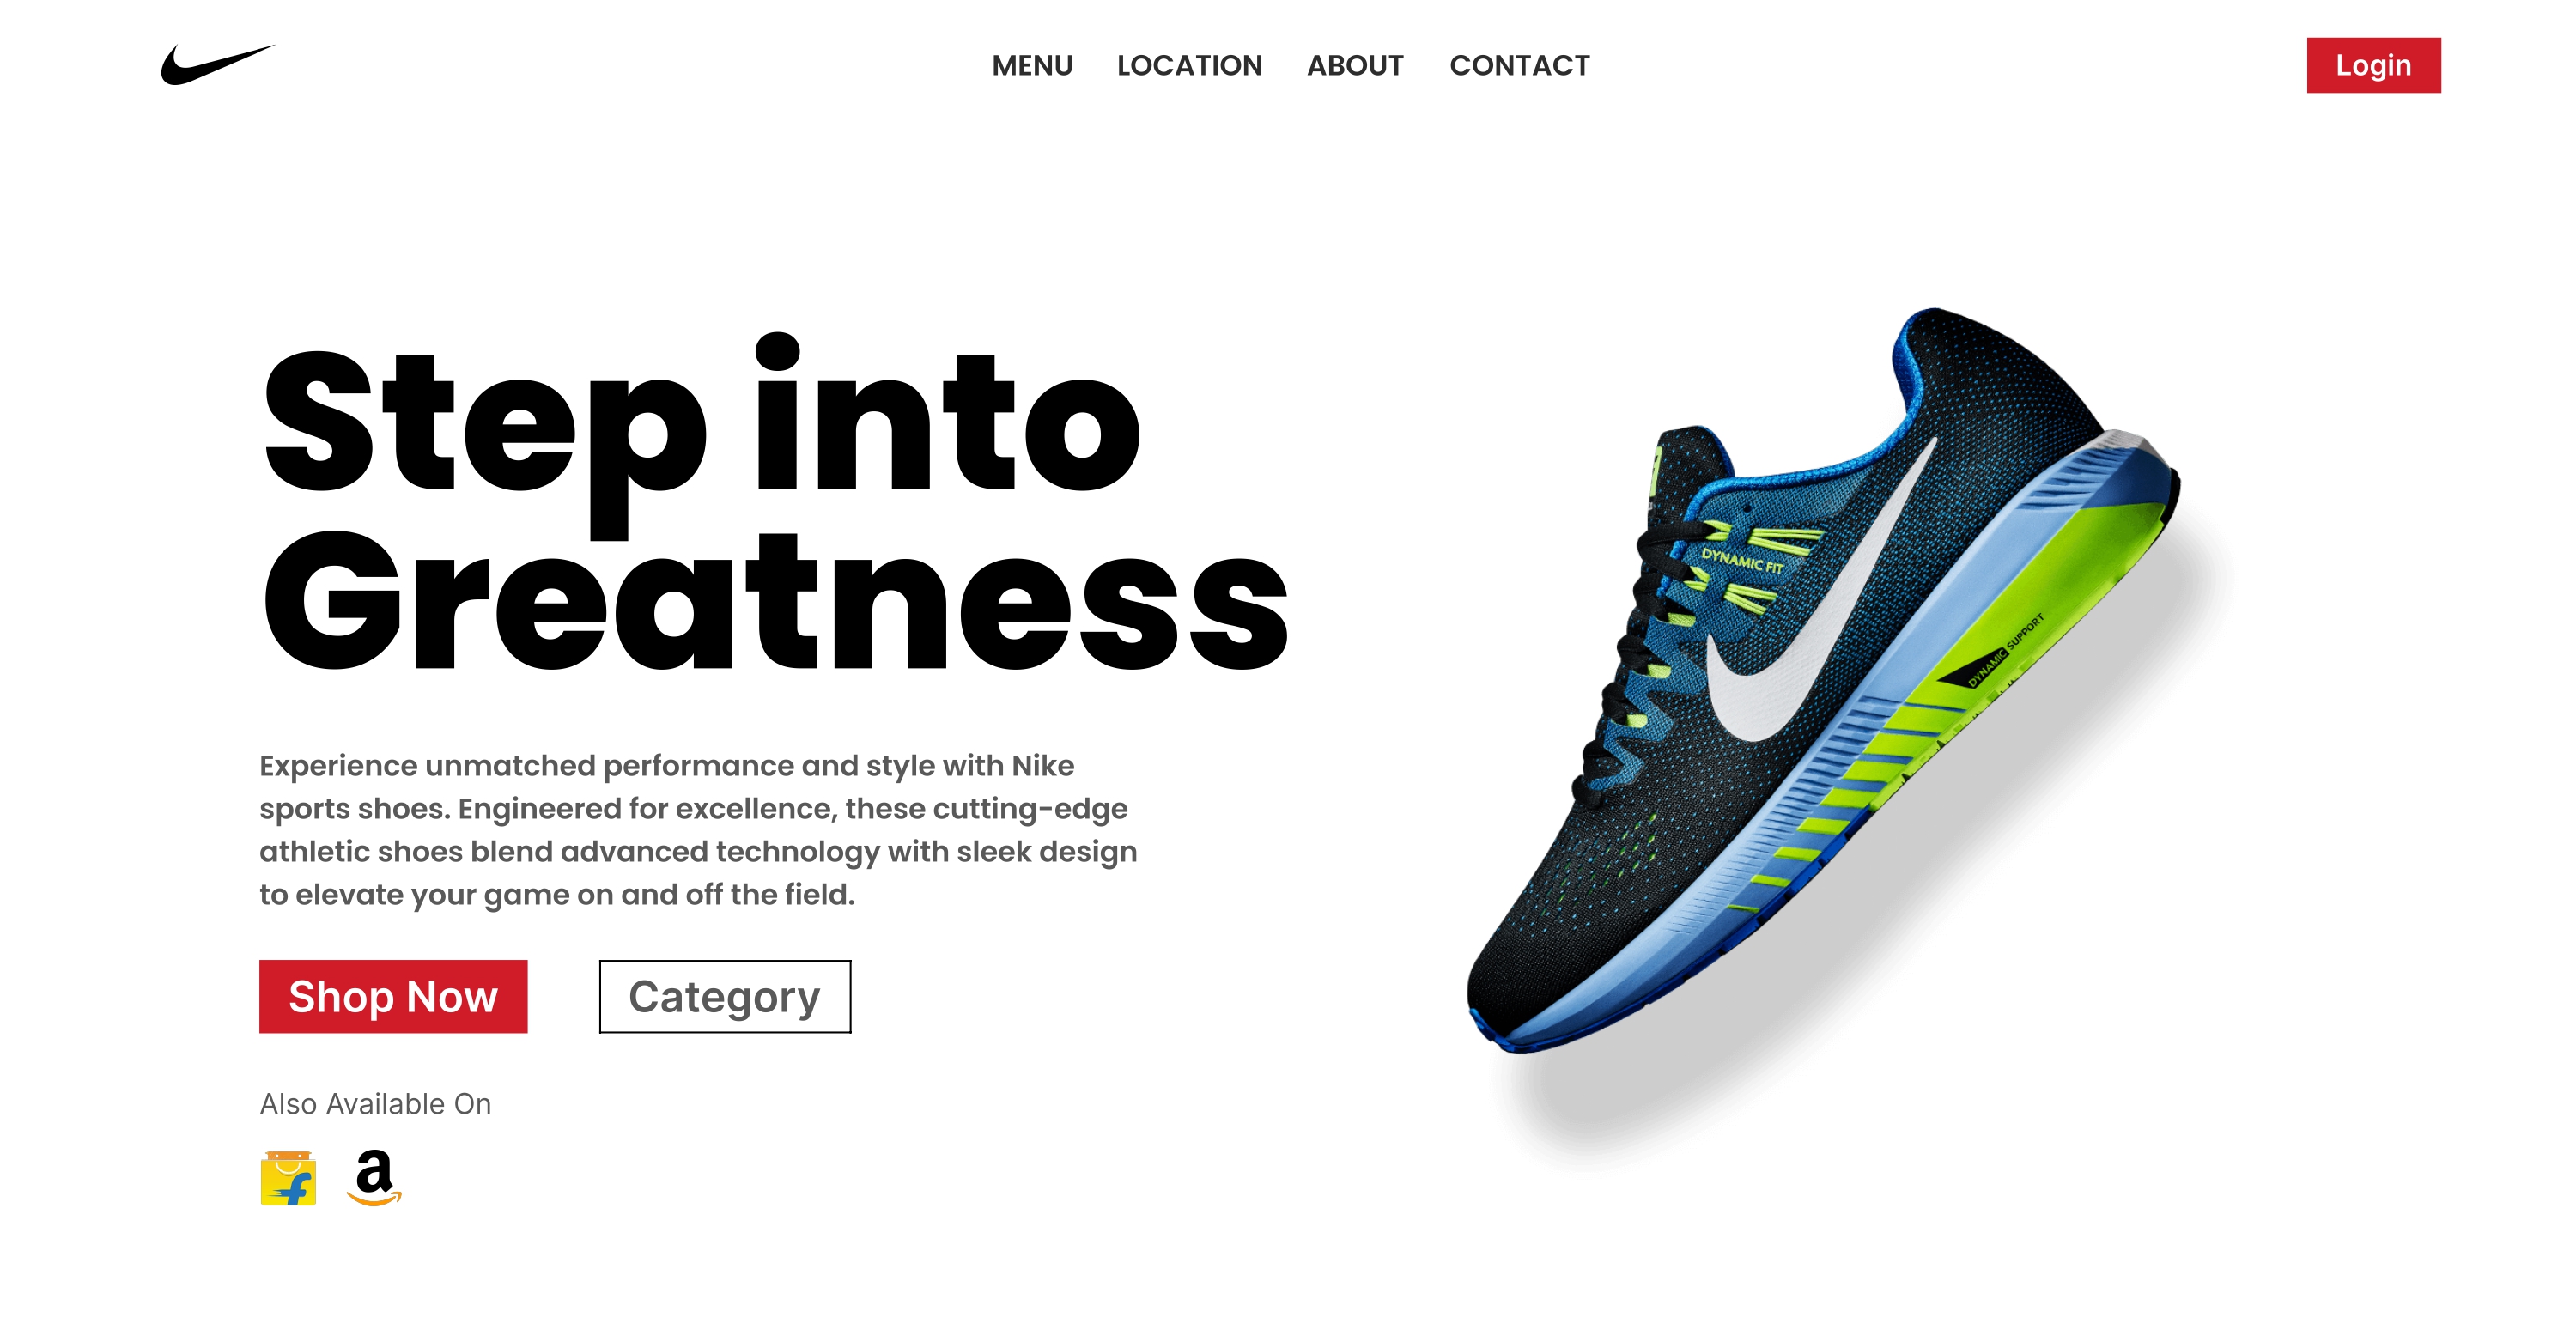 MENU LOCATION ABOUT CONTACT
Login
Step into
Greatness
Experience unmatched performance and style with Nike
sports shoes. Engineered for excellence, these cutting-edge
athletic shoes blend advanced technology with sleek design
to elevate your game on and off the field.
Shop Now
Category
Also Available On
f
a
DYNAMIC FIT
DYNAMIC SUPPORT